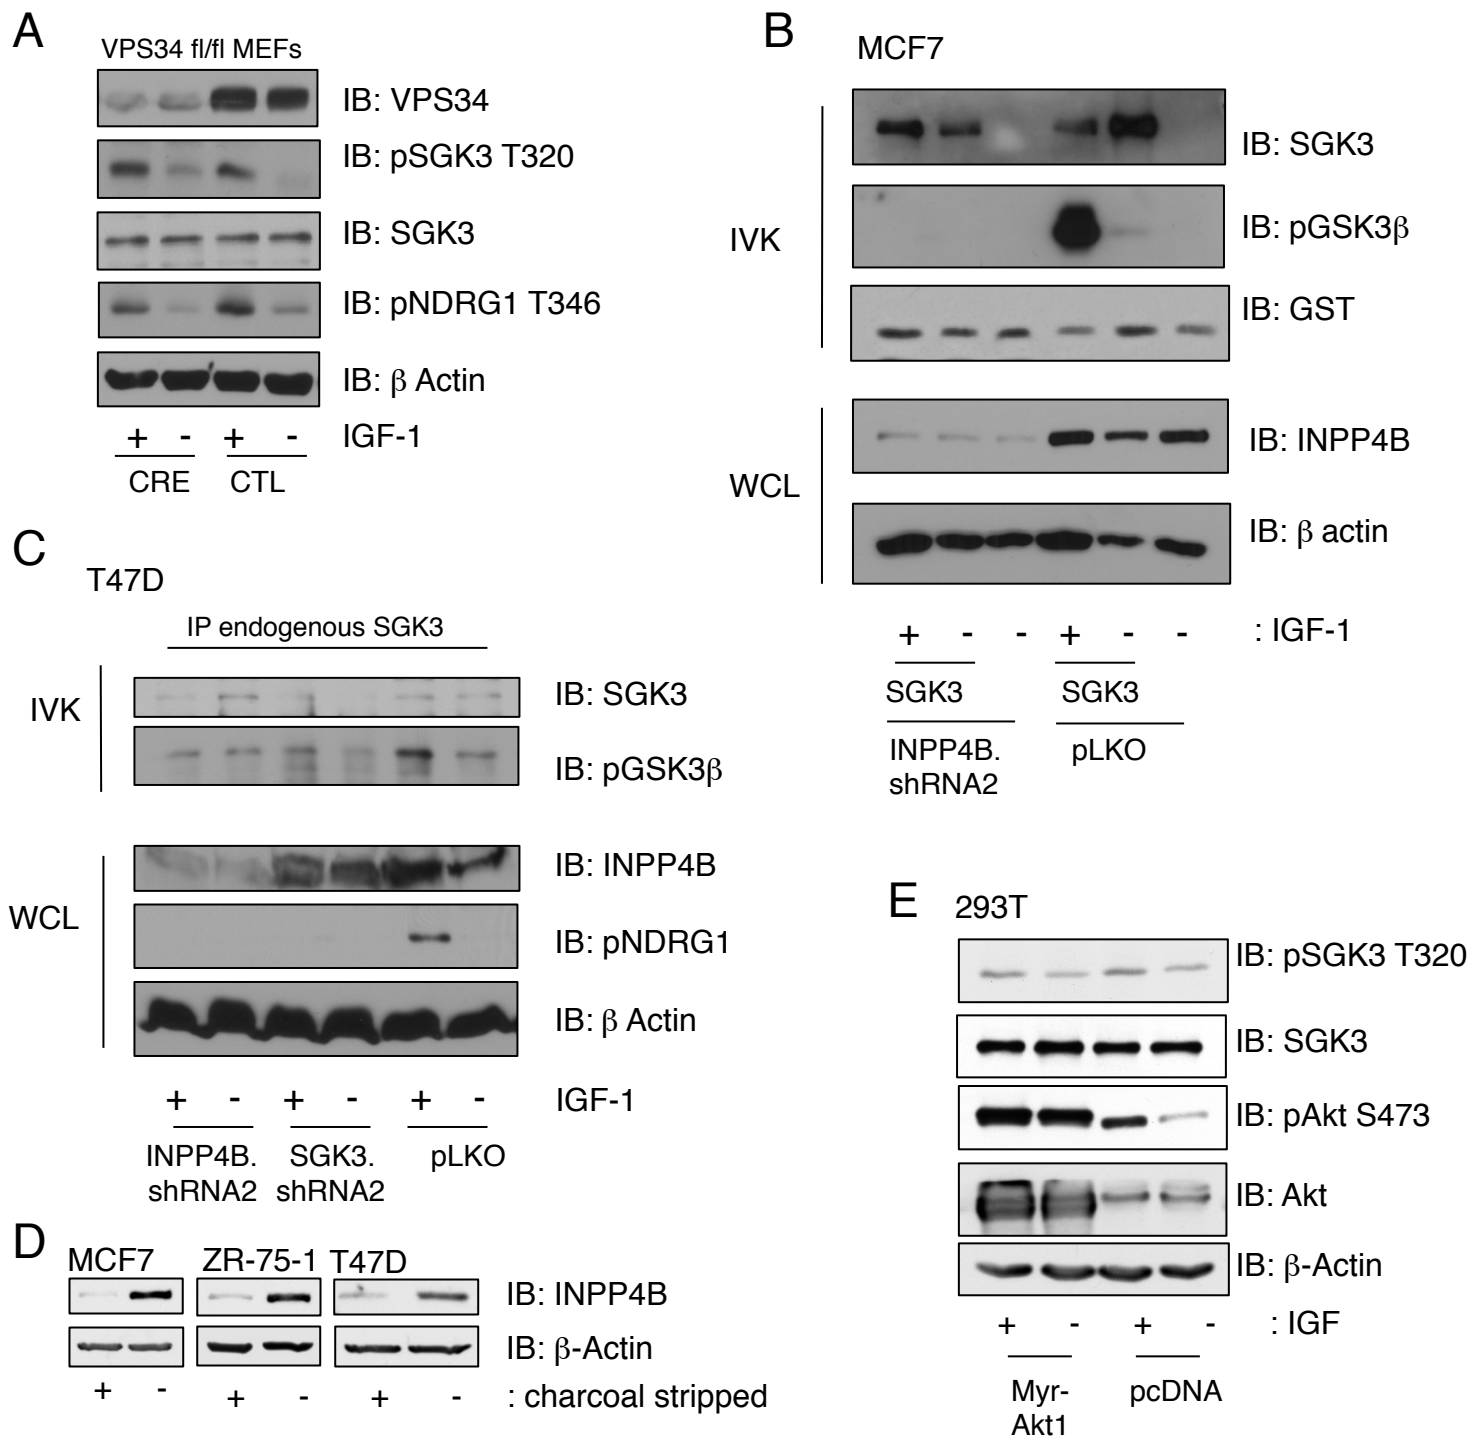 A
VPS34 fl/fl MEFs
IB: VPS34
IB: pSGK3 T320
IB: SGK3
IB: pNDRG1 T346
IB: β Actin
+ - + - IGF-1
CRE CTL
B
MCF7
IVK
IB: SGK3
IB: pGSK3β
IB: GST
WCL
IB: INPP4B
IB: β actin
+ - - + - - : IGF-1
SGK3 SGK3
INPP4B. pLKO
shRNA2
C
T47D
IP endogenous SGK3
IVK
IB: SGK3
IB: pGSK3β
WCL
IB: INPP4B
IB: pNDRG1
IB: β Actin
+ - + - + - IGF-1
INPP4B. SGK3. pLKO
shRNA2 shRNA2
D
MCF7 ZR-75-1 T47D
IB: INPP4B
IB: β-Actin
+ - + - + - : charcoal stripped
E
293T
IB: pSGK3 T320
IB: SGK3
IB: pAkt S473
IB: Akt
IB: β-Actin
+ - + - : IGF
Myr- pcDNA
Akt1